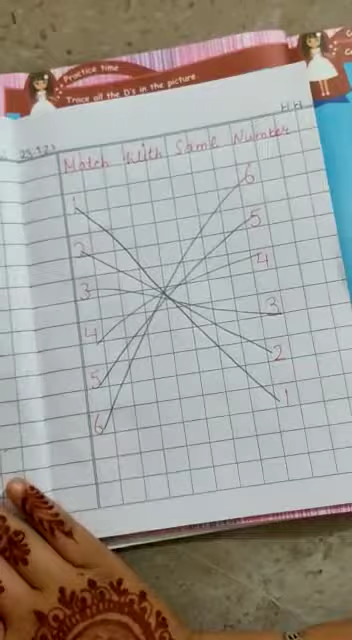 Practice time
Trace all the D's in the picture.
H.W
Match with Same Number
1 6
2 5
3 4
4 3
5 2
6 1